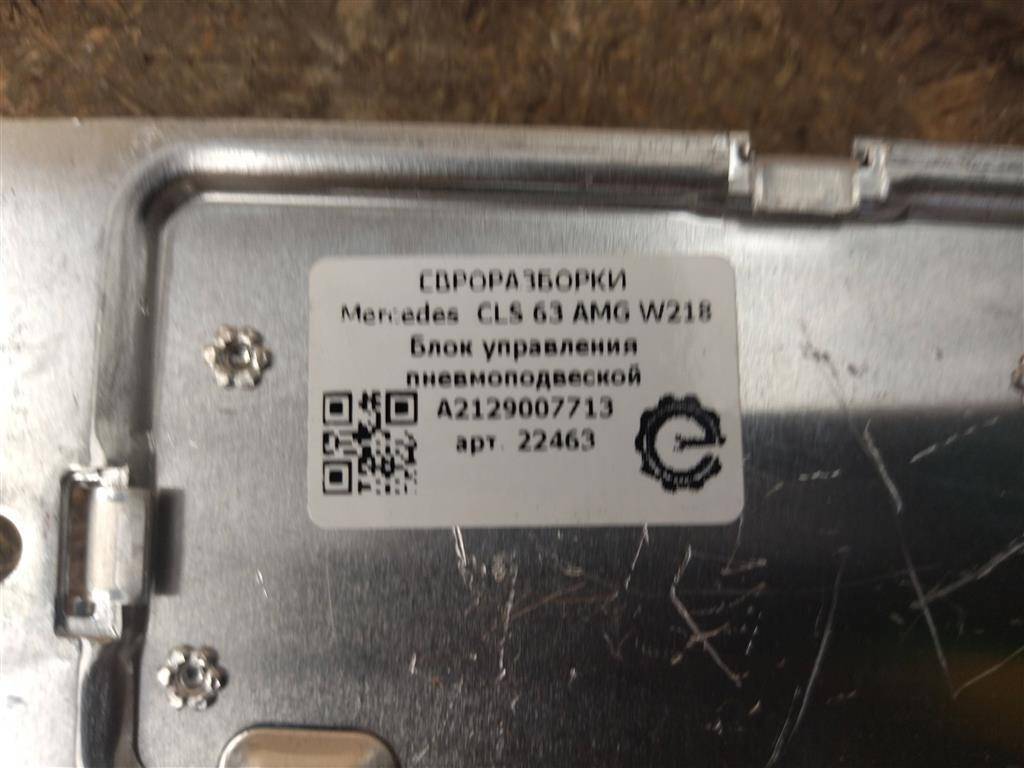 ЕВРОРАЗБОРКИ
Mercedes CLS 63 AMG W218
Блок управления
пневмоподвеской
A2129007713
арт. 22463